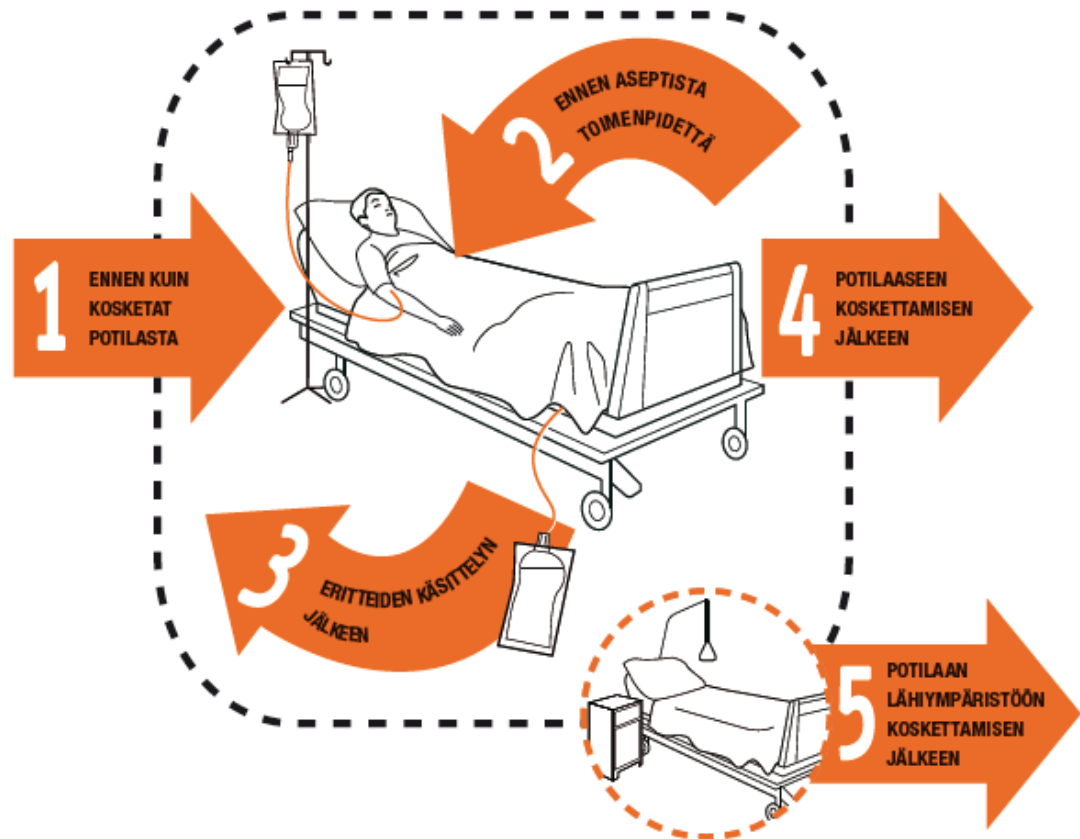 1
ENNEN KUIN
KOSKETAT
POTILASTA
2
ENNEN ASEPTISTA
TOIMENPIDETTÄ
3
ERITTEIDEN KÄSITTELYN
JÄLKEEN
4
POTILAASEEN
KOSKETTAMISEN
JÄLKEEN
5
POTILAAN
LÄHIYMPÄRISTÖÖN
KOSKETTAMISEN
JÄLKEEN